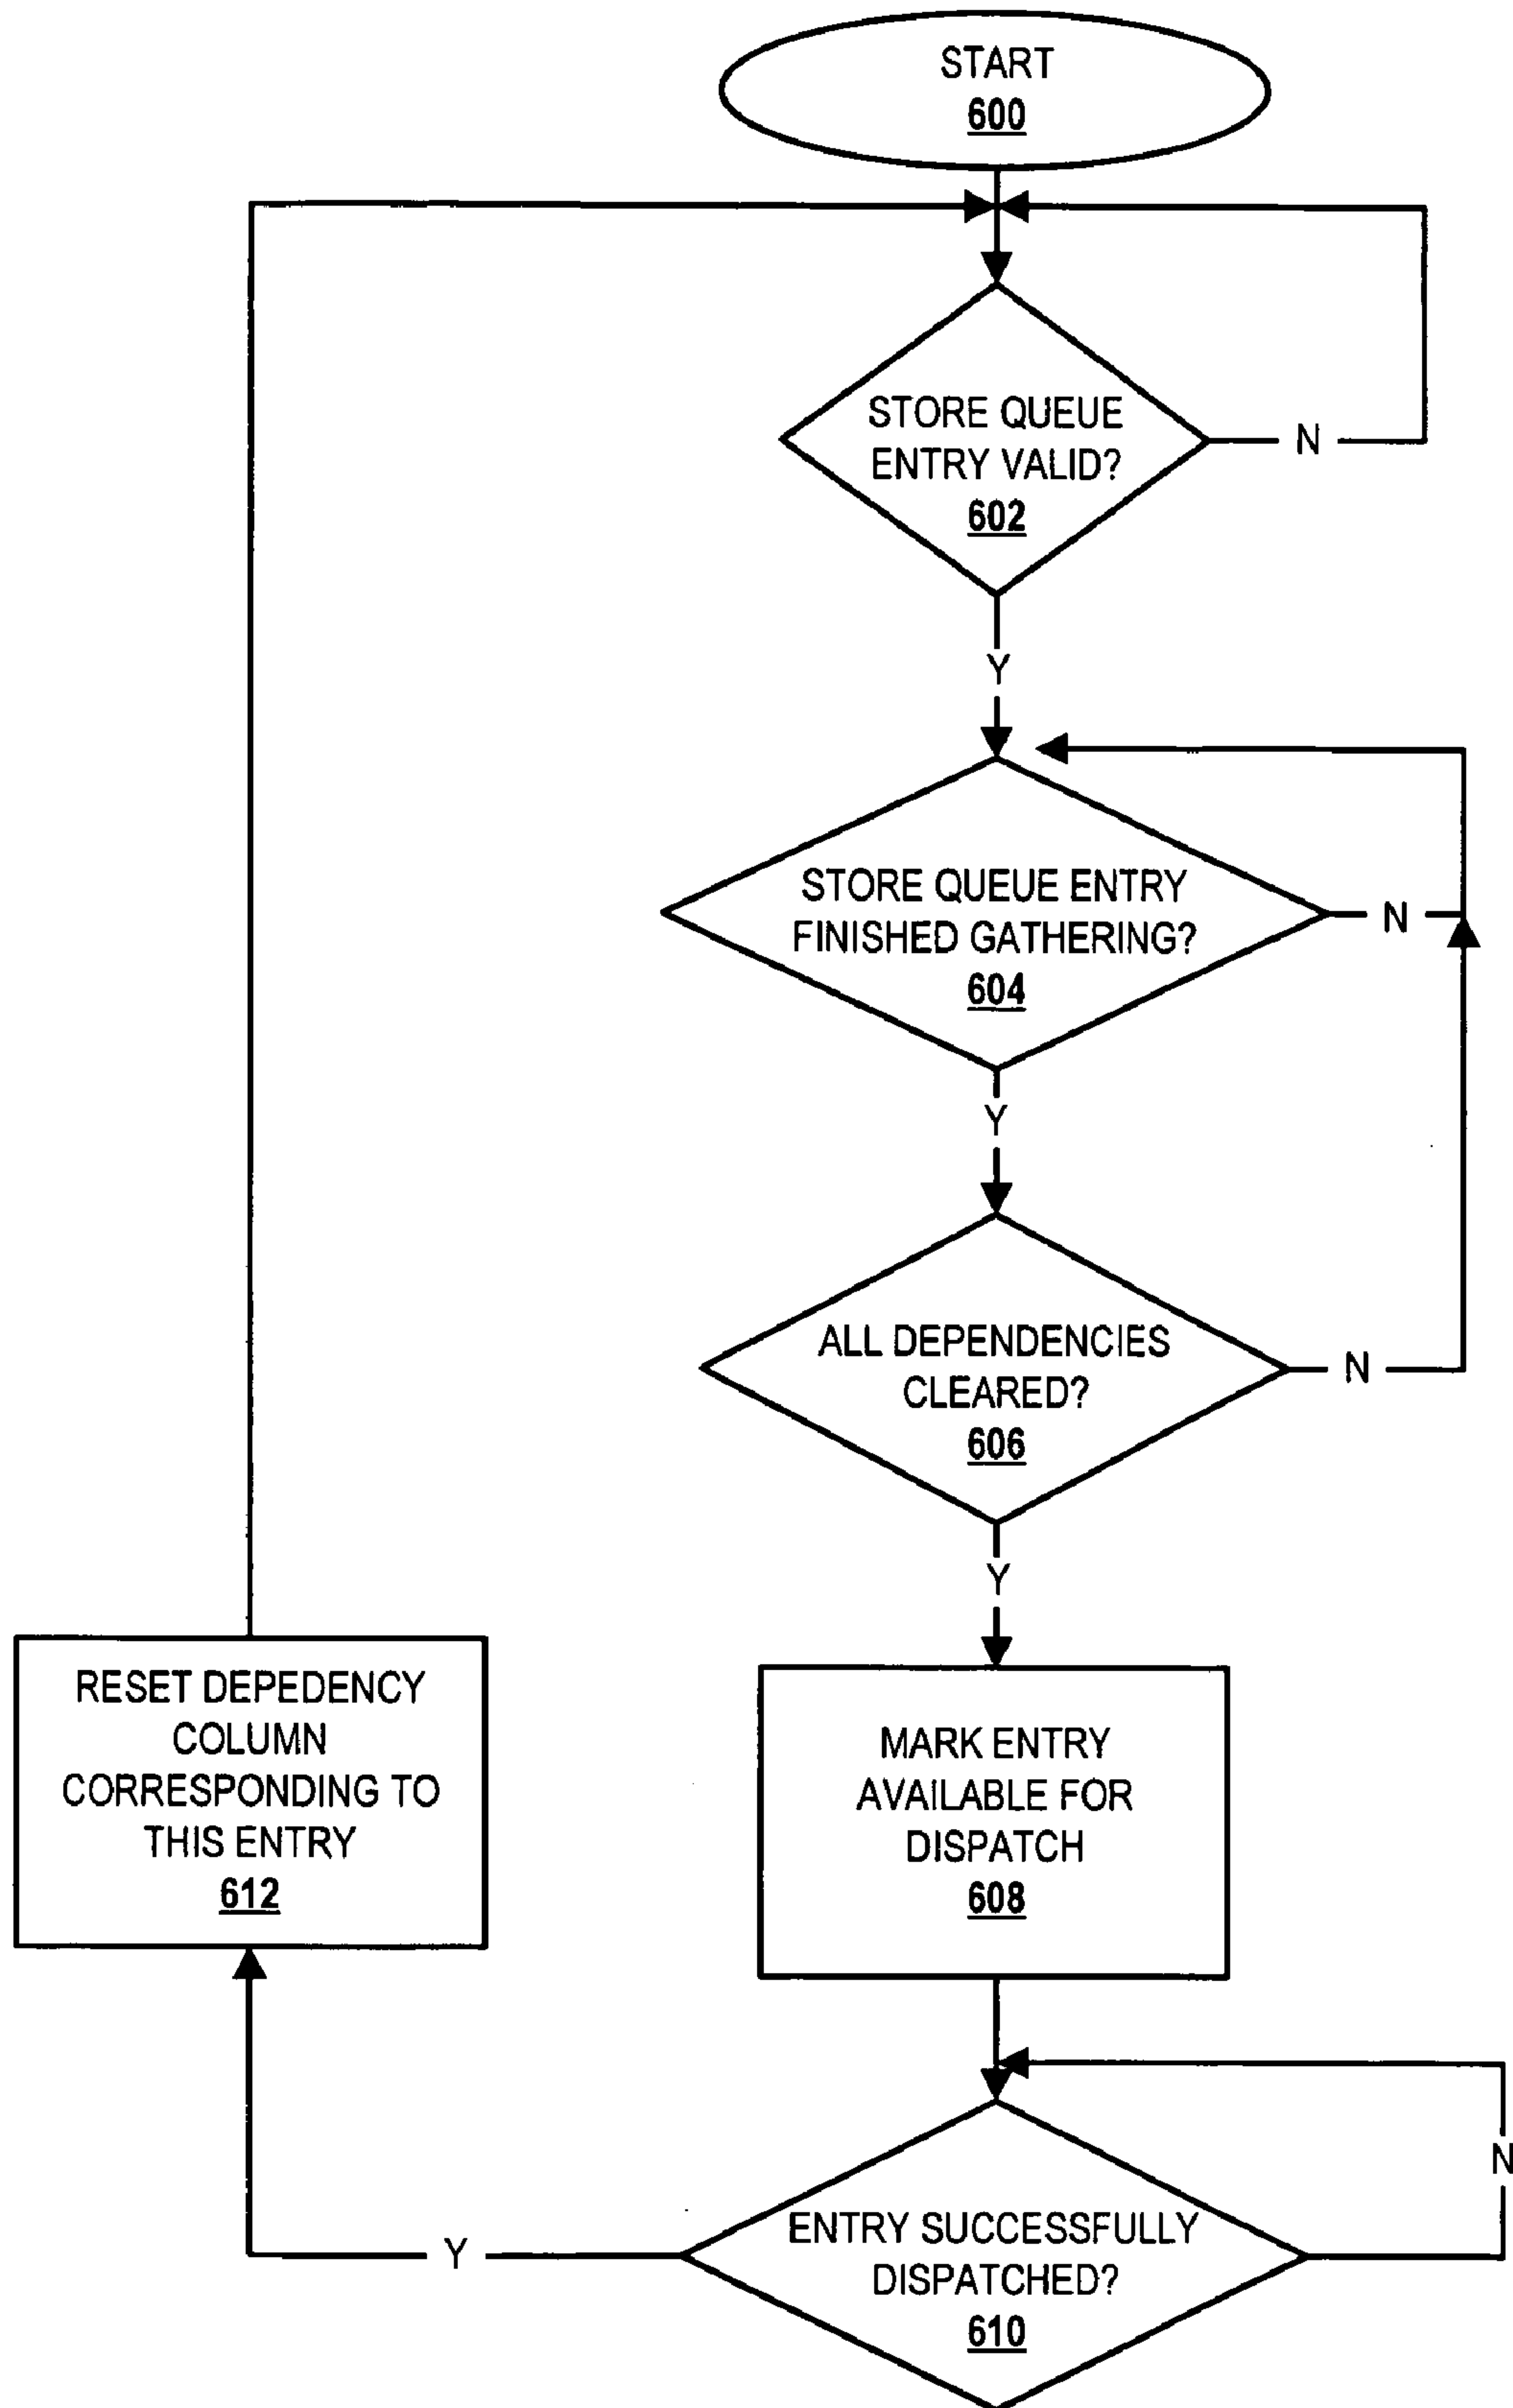 START
600
STORE QUEUE
ENTRY VALID?
602
N
Y
STORE QUEUE ENTRY
FINISHED GATHERING?
604
N
Y
ALL DEPENDENCIES
CLEARED?
606
N
Y
RESET DEPEDENCY
COLUMN
CORRESPONDING TO
THIS ENTRY
612
MARK ENTRY
AVAILABLE FOR
DISPATCH
608
N
Y
ENTRY SUCCESSFULLY
DISPATCHED?
610